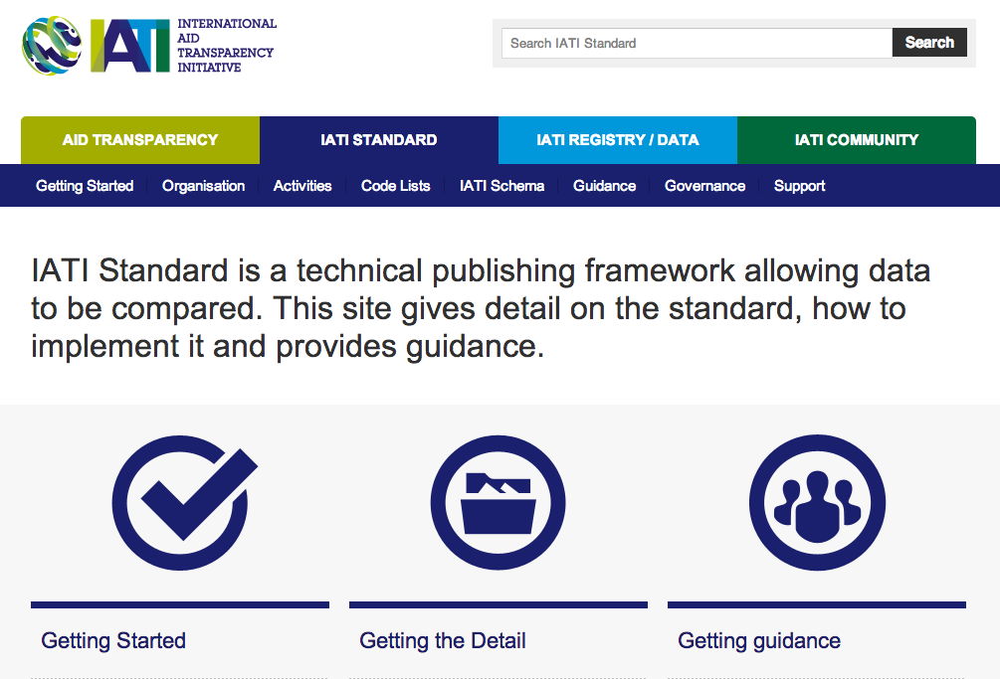 IATI
INTERNATIONAL
AID
TRANSPARENCY
INITIATIVE
Search IATI Standard
Search
AID TRANSPARENCY
IATI STANDARD
IATI REGISTRY / DATA
IATI COMMUNITY
Getting Started
Organisation
Activities
Code Lists
IATI Schema
Guidance
Governance
Support
IATI Standard is a technical publishing framework allowing data
to be compared. This site gives detail on the standard, how to
implement it and provides guidance.
Getting Started
Getting the Detail
Getting guidance